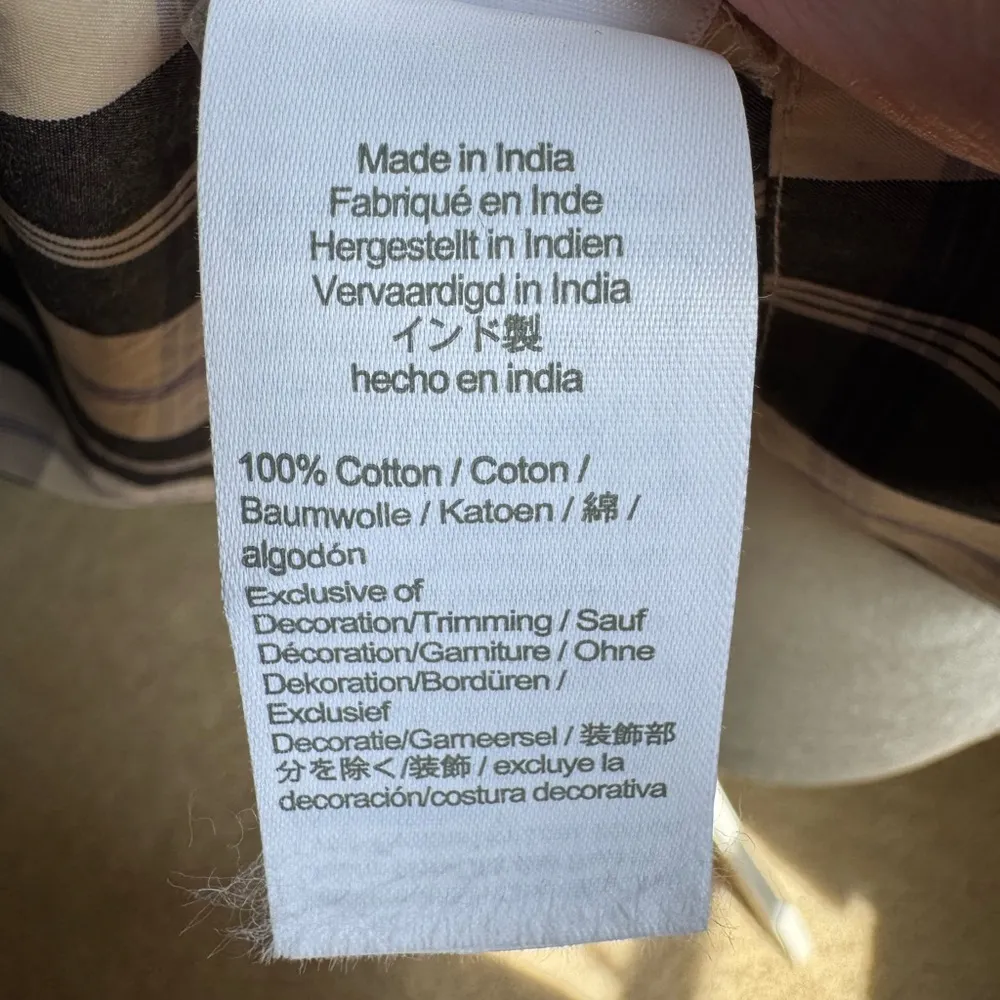 Made in India
Fabriqué en Inde
Hergestellt in Indien
Vervaardigd in India
インド製
hecho en india
100% Cotton / Coton /
Baumwolle / Katoen / 綿 /
algodón
Exclusive of
Decoration/Trimming / Sauf
Décoration/Garniture / Ohne
Dekoration/Bordüren /
Exclusief
Decoratie/Garneersel / 装飾部
分を除く/装飾 / excluye la
decoración/costura decorativa